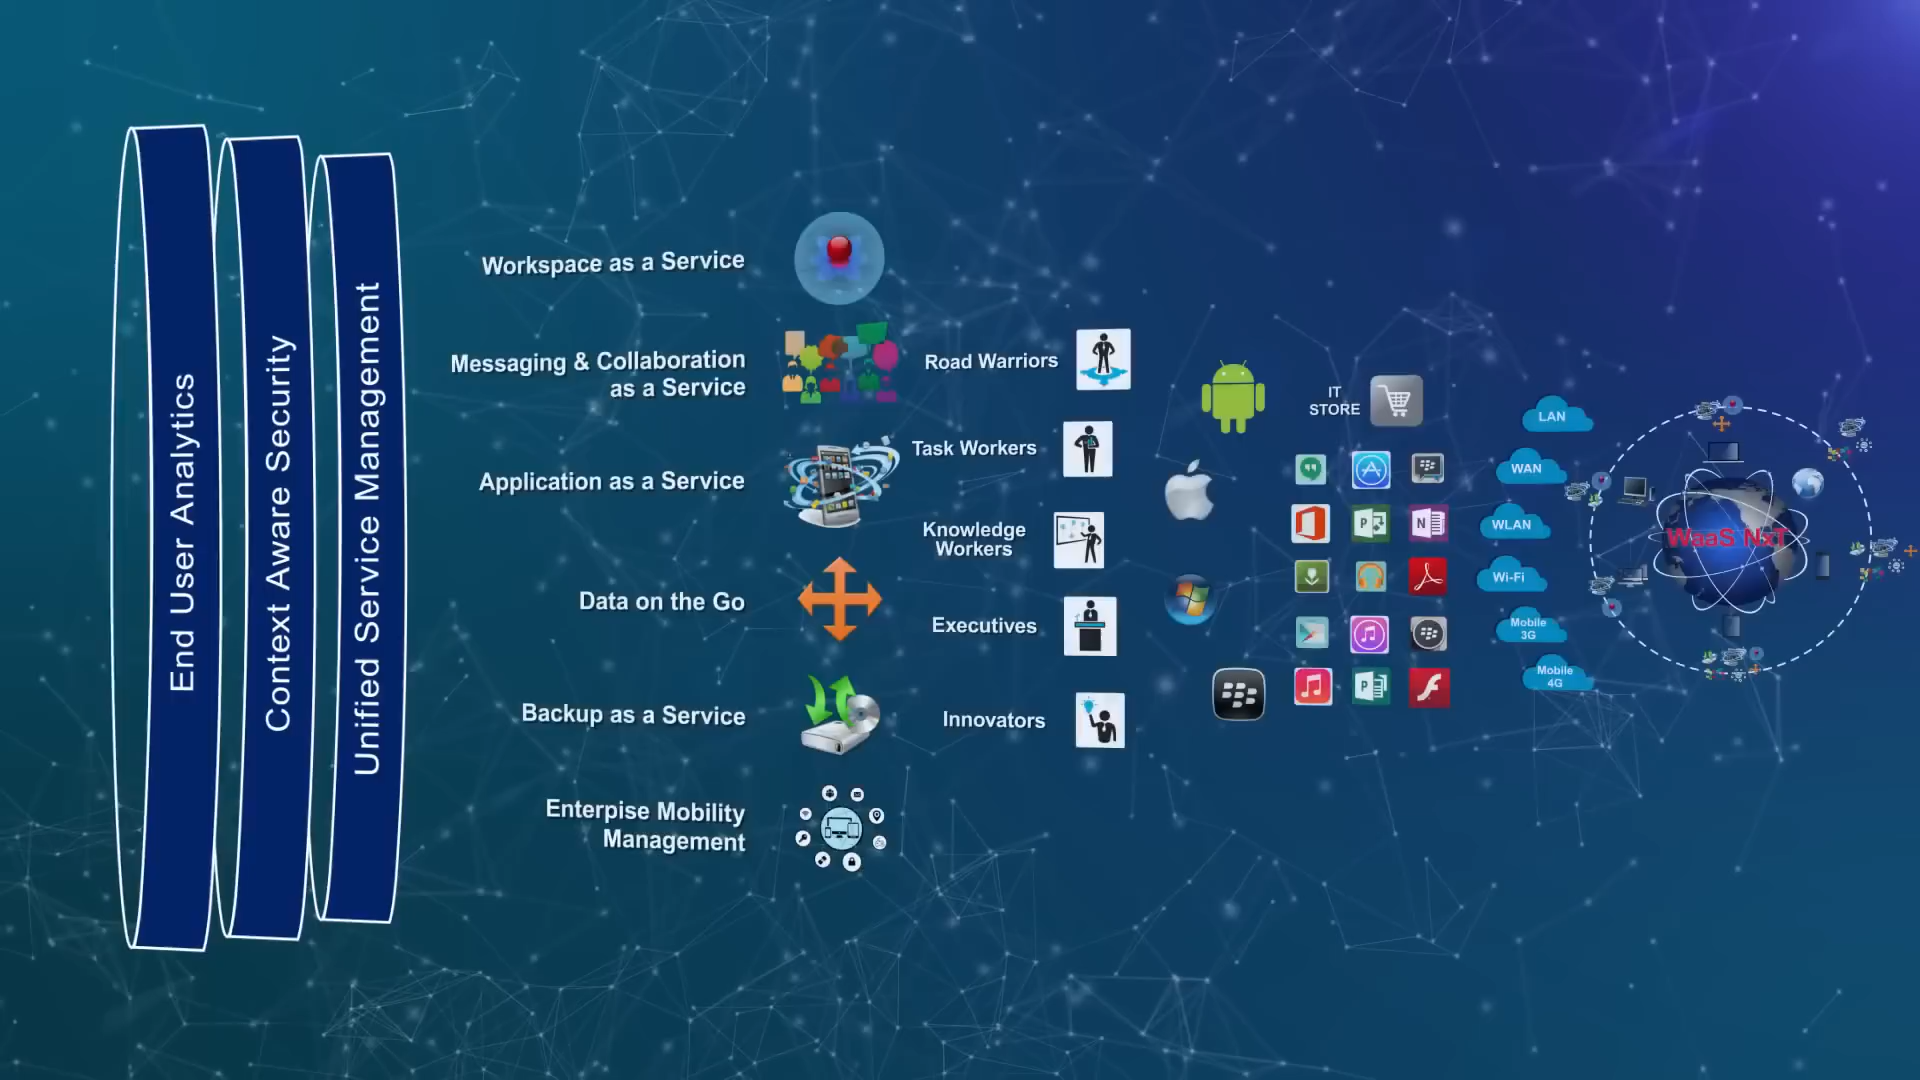 End User Analytics
Context Aware Security
Unified Service Management
Workspace as a Service
Messaging & Collaboration
as a Service
Application as a Service
Data on the Go
Backup as a Service
Enterpise Mobility
Management
Road Warriors
Task Workers
Knowledge
Workers
Executives
Innovators
IT
STORE
P
N
P
LAN
WAN
WLAN
Wi-Fi
Mobile
3G
Mobile
4G
WaaS NxT